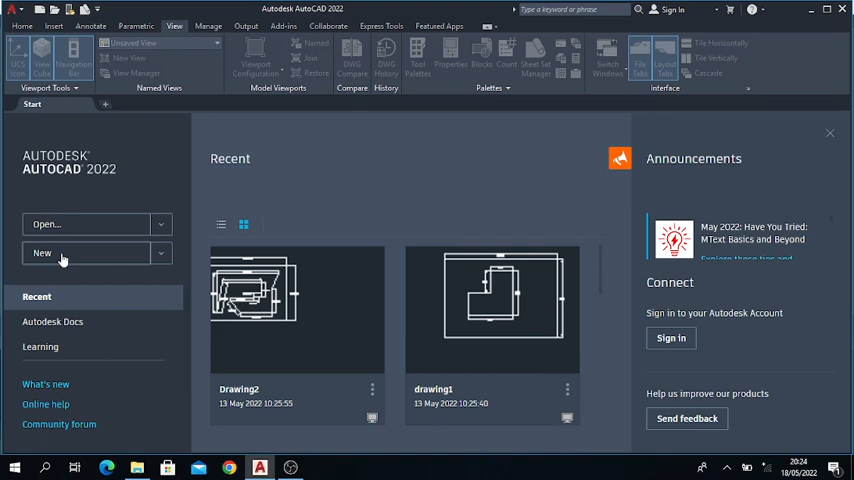 Autodesk AutoCAD 2022
Type a keyword or phrase
Sign In
Home
Insert
Annotate
Parametric
View
Manage
Output
Add-ins
Collaborate
Express Tools
Featured Apps
UCS
Icon
View
Cube
Navigation
Bar
Viewport Tools
Unsaved View
New View
View Manager
Named Views
Viewport
Configuration
Named
Join
Restore
Model Viewports
DWG
Compare
Compare
DWG
History
History
Tool
Palettes
Properties
Blocks
Count
Sheet Set
Manager
Palettes
Switch
Windows
File
Tabs
Layout
Tabs
Tile Horizontally
Tile Vertically
Cascade
Interface
Start
AUTODESK®
AUTOCAD 2022
Open...
New
Recent
Autodesk Docs
Learning
What's new
Online help
Community forum
Recent
Drawing2
13 May 2022 10:25:55
drawing1
13 May 2022 10:25:40
Announcements
May 2022: Have You Tried:
MText Basics and Beyond
Explore these tips and
Connect
Sign in to your Autodesk Account
Sign in
Help us improve our products
Send feedback
20:24
18/05/2022